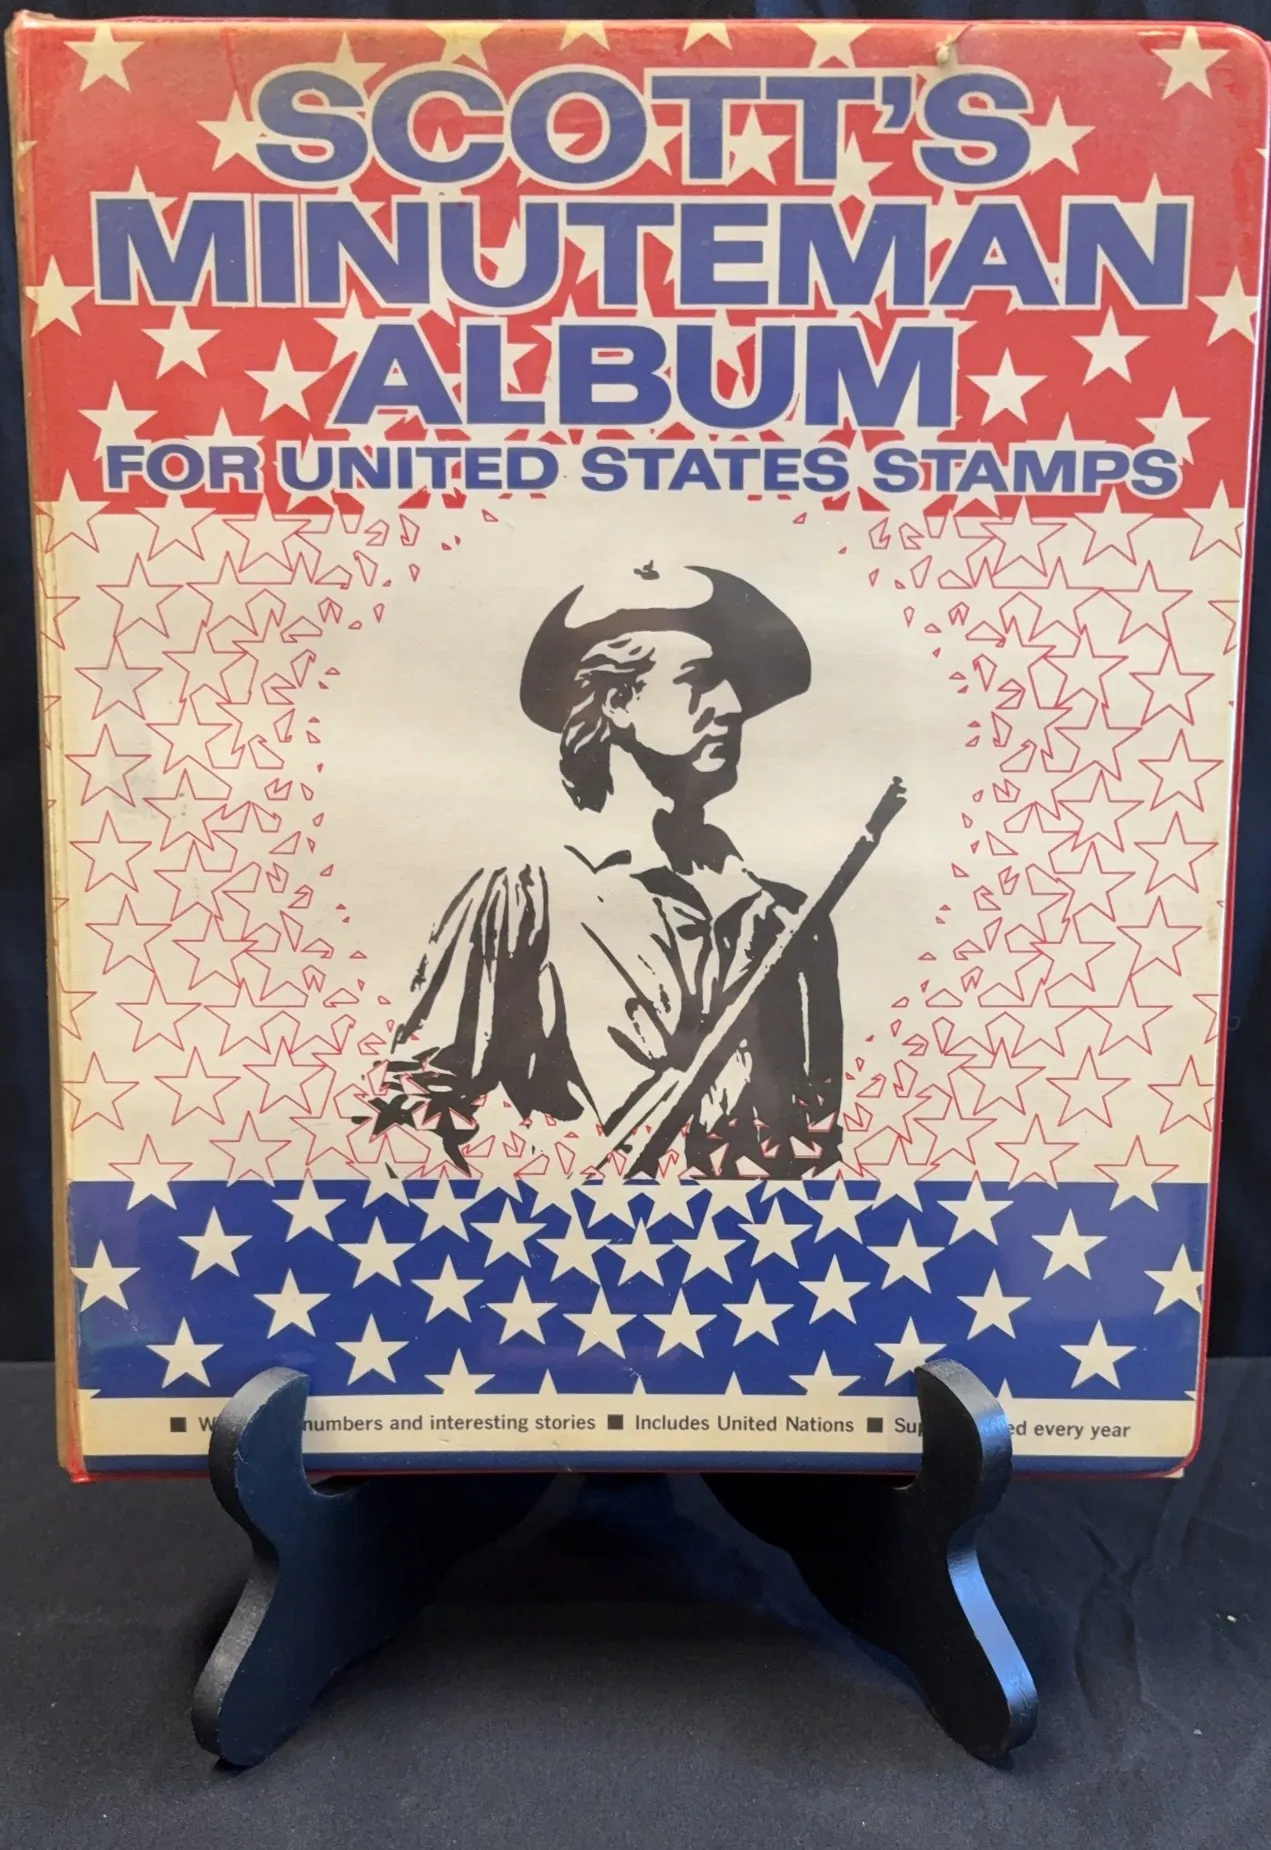 SCOTT'S
MINUTEMAN
ALBUM
FOR UNITED STATES STAMPS
■ numbers and interesting stories ■ Includes United Nations ■ every year